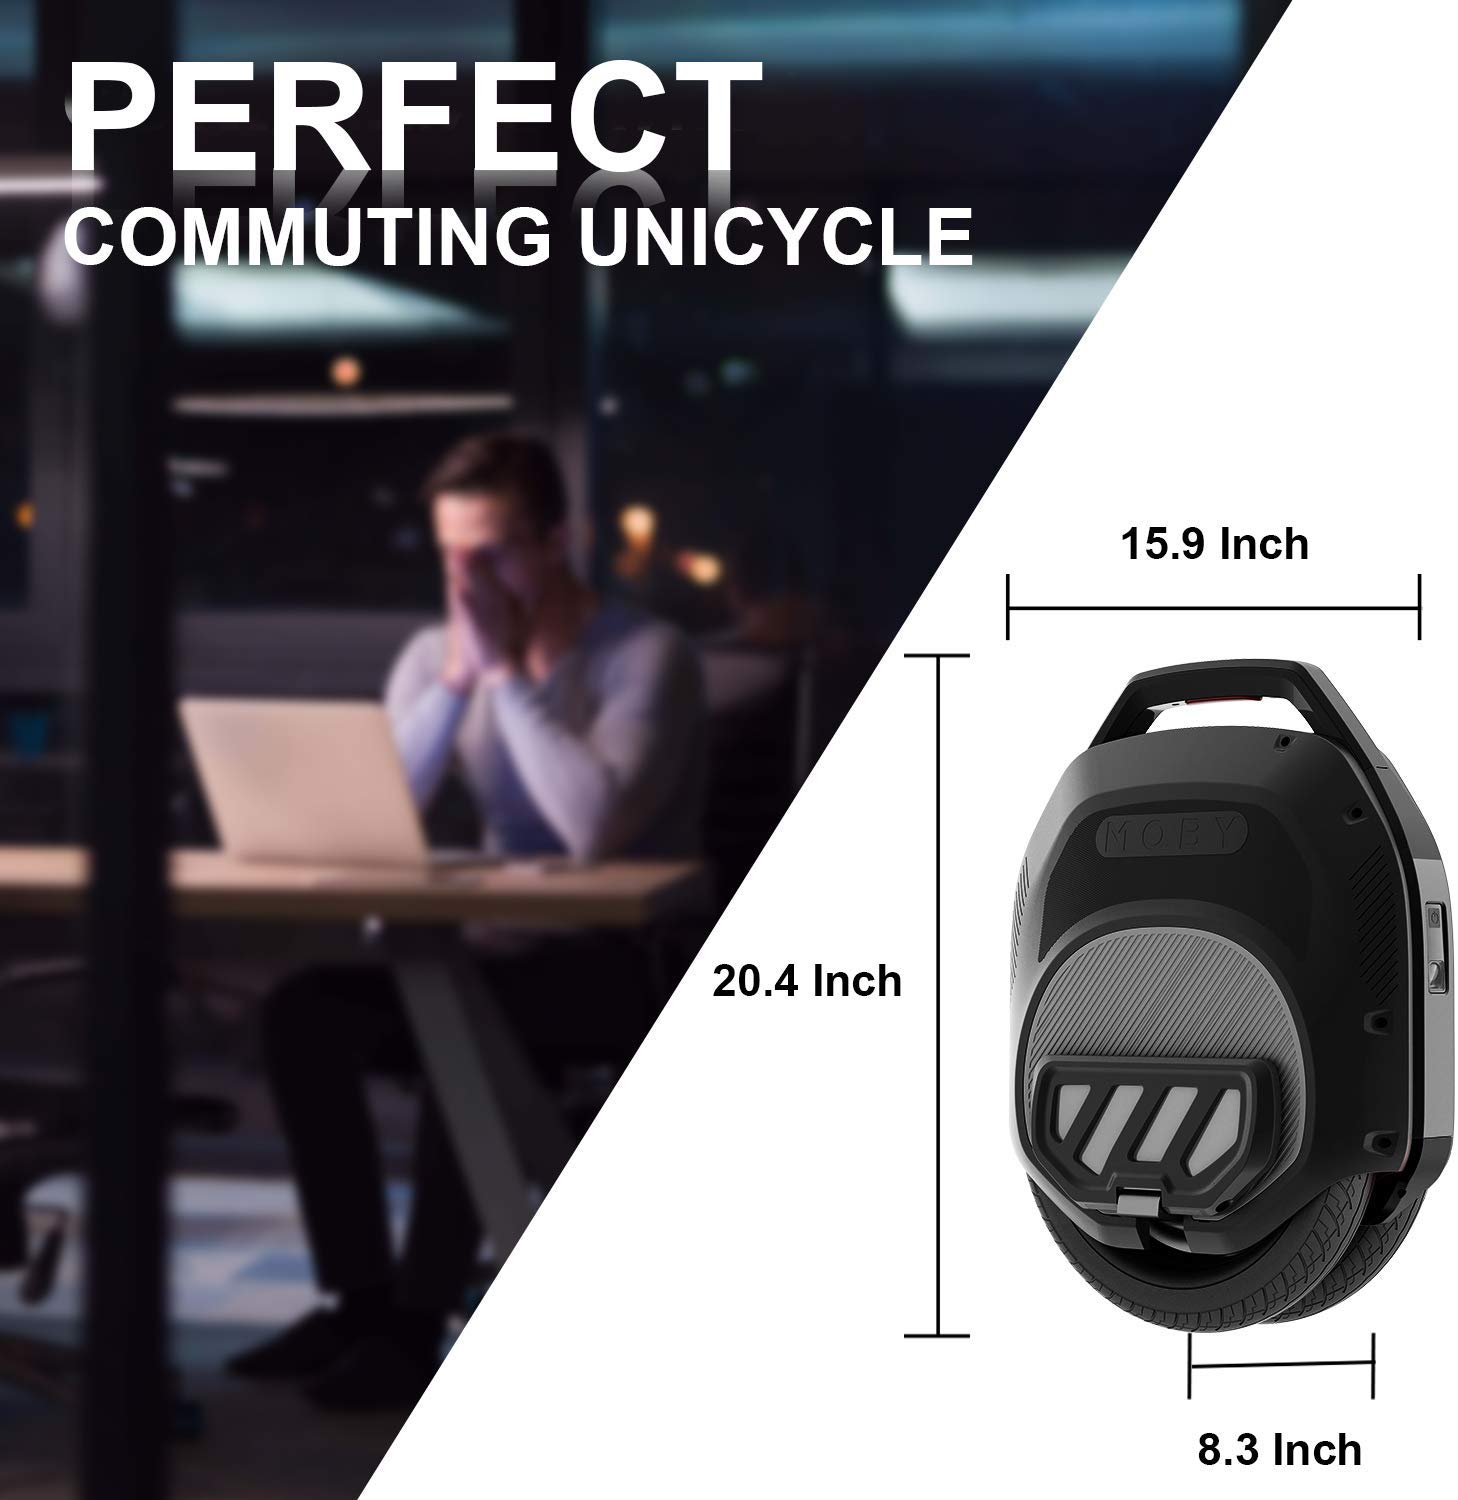 PERFECT
COMMUTING UNICYCLE
15.9 Inch
20.4 Inch
MOBY
8.3 Inch